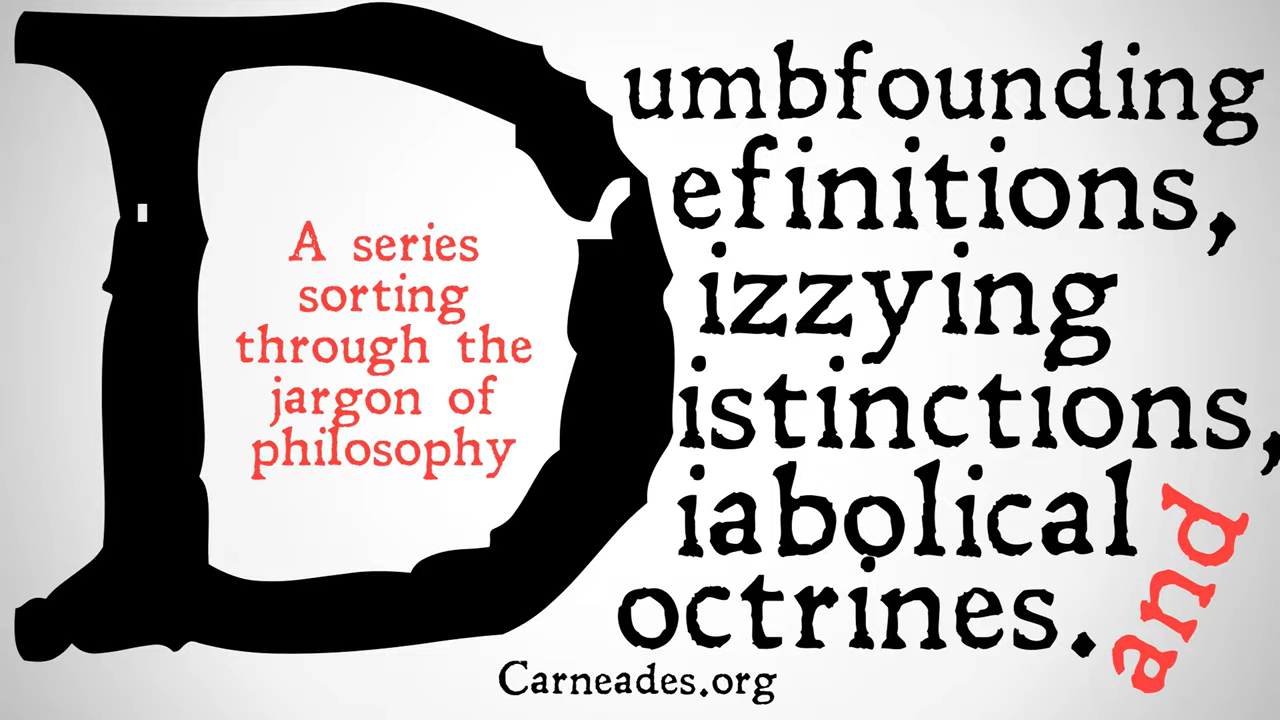 D
umbfounding
efinitions,
izzying
istinctions,
iabolical
octrines.
and
A series
sorting
through the
jargon of
philosophy
Carneades.org